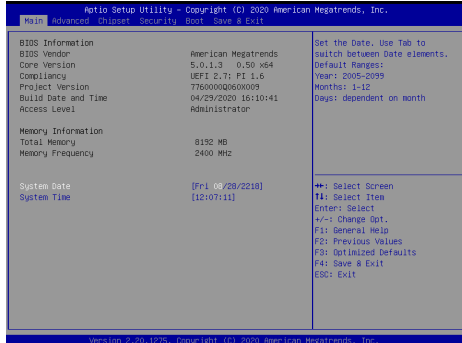 Aptio Setup Utility – Copyright (C) 2020 American Megatrends, Inc.
Main Advanced Chipset Security Boot Save & Exit
BIOS Information
BIOS Vendor American Megatrends
Core Version 5.0.1.3 0.50 x64
Compliancy UEFI 2.7; PI 1.6
Project Version 7760000Q060X009
Build Date and Time 04/29/2020 16:10:41
Access Level Administrator
Memory Information
Total Memory 8192 MB
Memory Frequency 2400 MHz
System Date [Fri 08/28/2218]
System Time [12:07:11]
Set the Date. Use Tab to
switch between Date elements.
Default Ranges:
Year: 2005-2099
Months: 1-12
Days: dependent on month
→←: Select Screen
↑↓: Select Item
Enter: Select
+/-: Change Opt.
F1: General Help
F2: Previous Values
F3: Optimized Defaults
F4: Save & Exit
ESC: Exit
Version 2.20.1275. Copyright (C) 2020 American Megatrends, Inc.